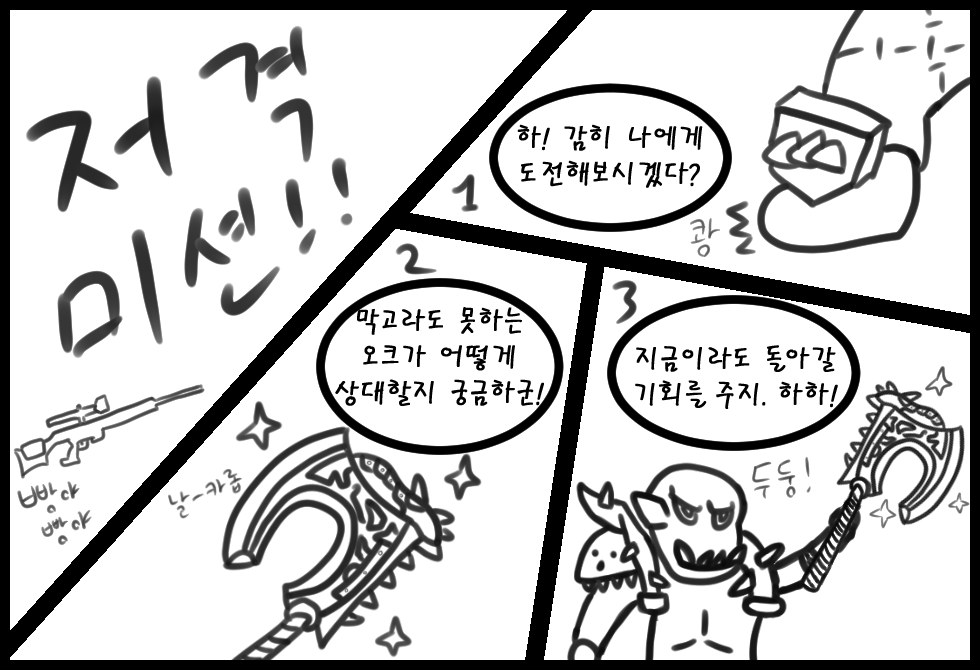 저격
미션!!
빵야
빵야
1
하! 감히 나에게
도전해보시겠다?
쾅
2
막고라도 못하는
오크가 어떻게
상대할지 궁금하군!
날-카롭
3
지금이라도 돌아갈
기회를 주지. 하하!
두둥!